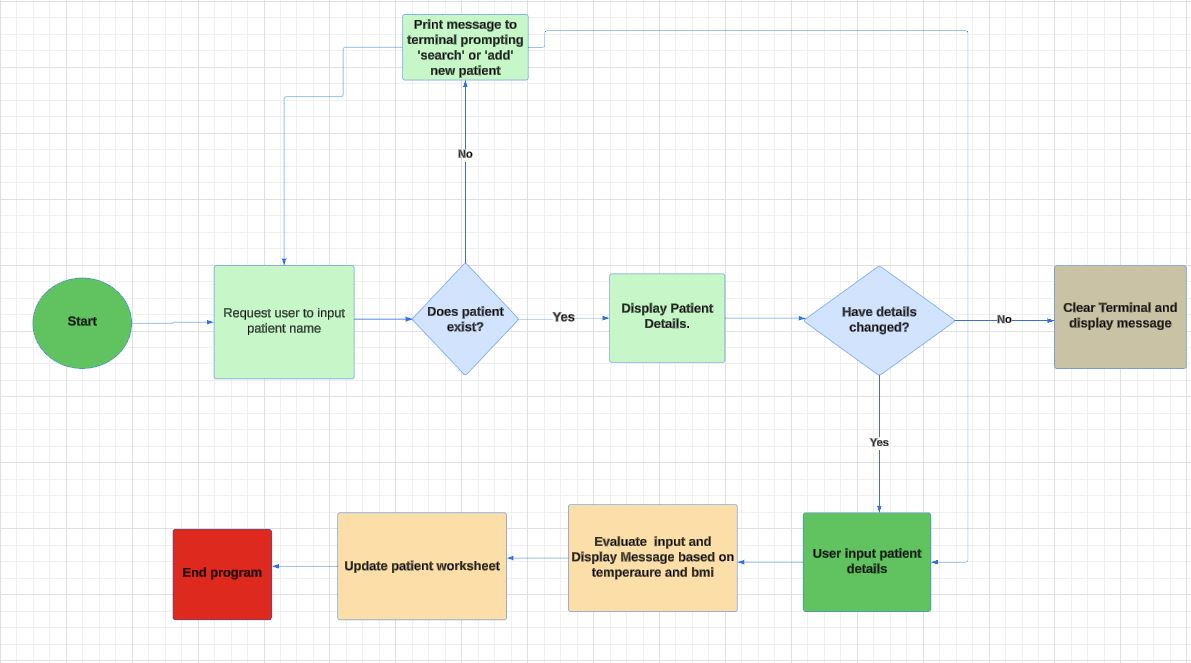 Print message to
terminal prompting
'search' or 'add'
new patient
No
Start
Request user to input
patient name
Does patient
exist?
Yes
Display Patient
Details.
Have details
changed?
No
Clear Terminal and
display message
Yes
End program
Update patient worksheet
Evaluate input and
Display Message based on
temperaure and bmi
User input patient
details